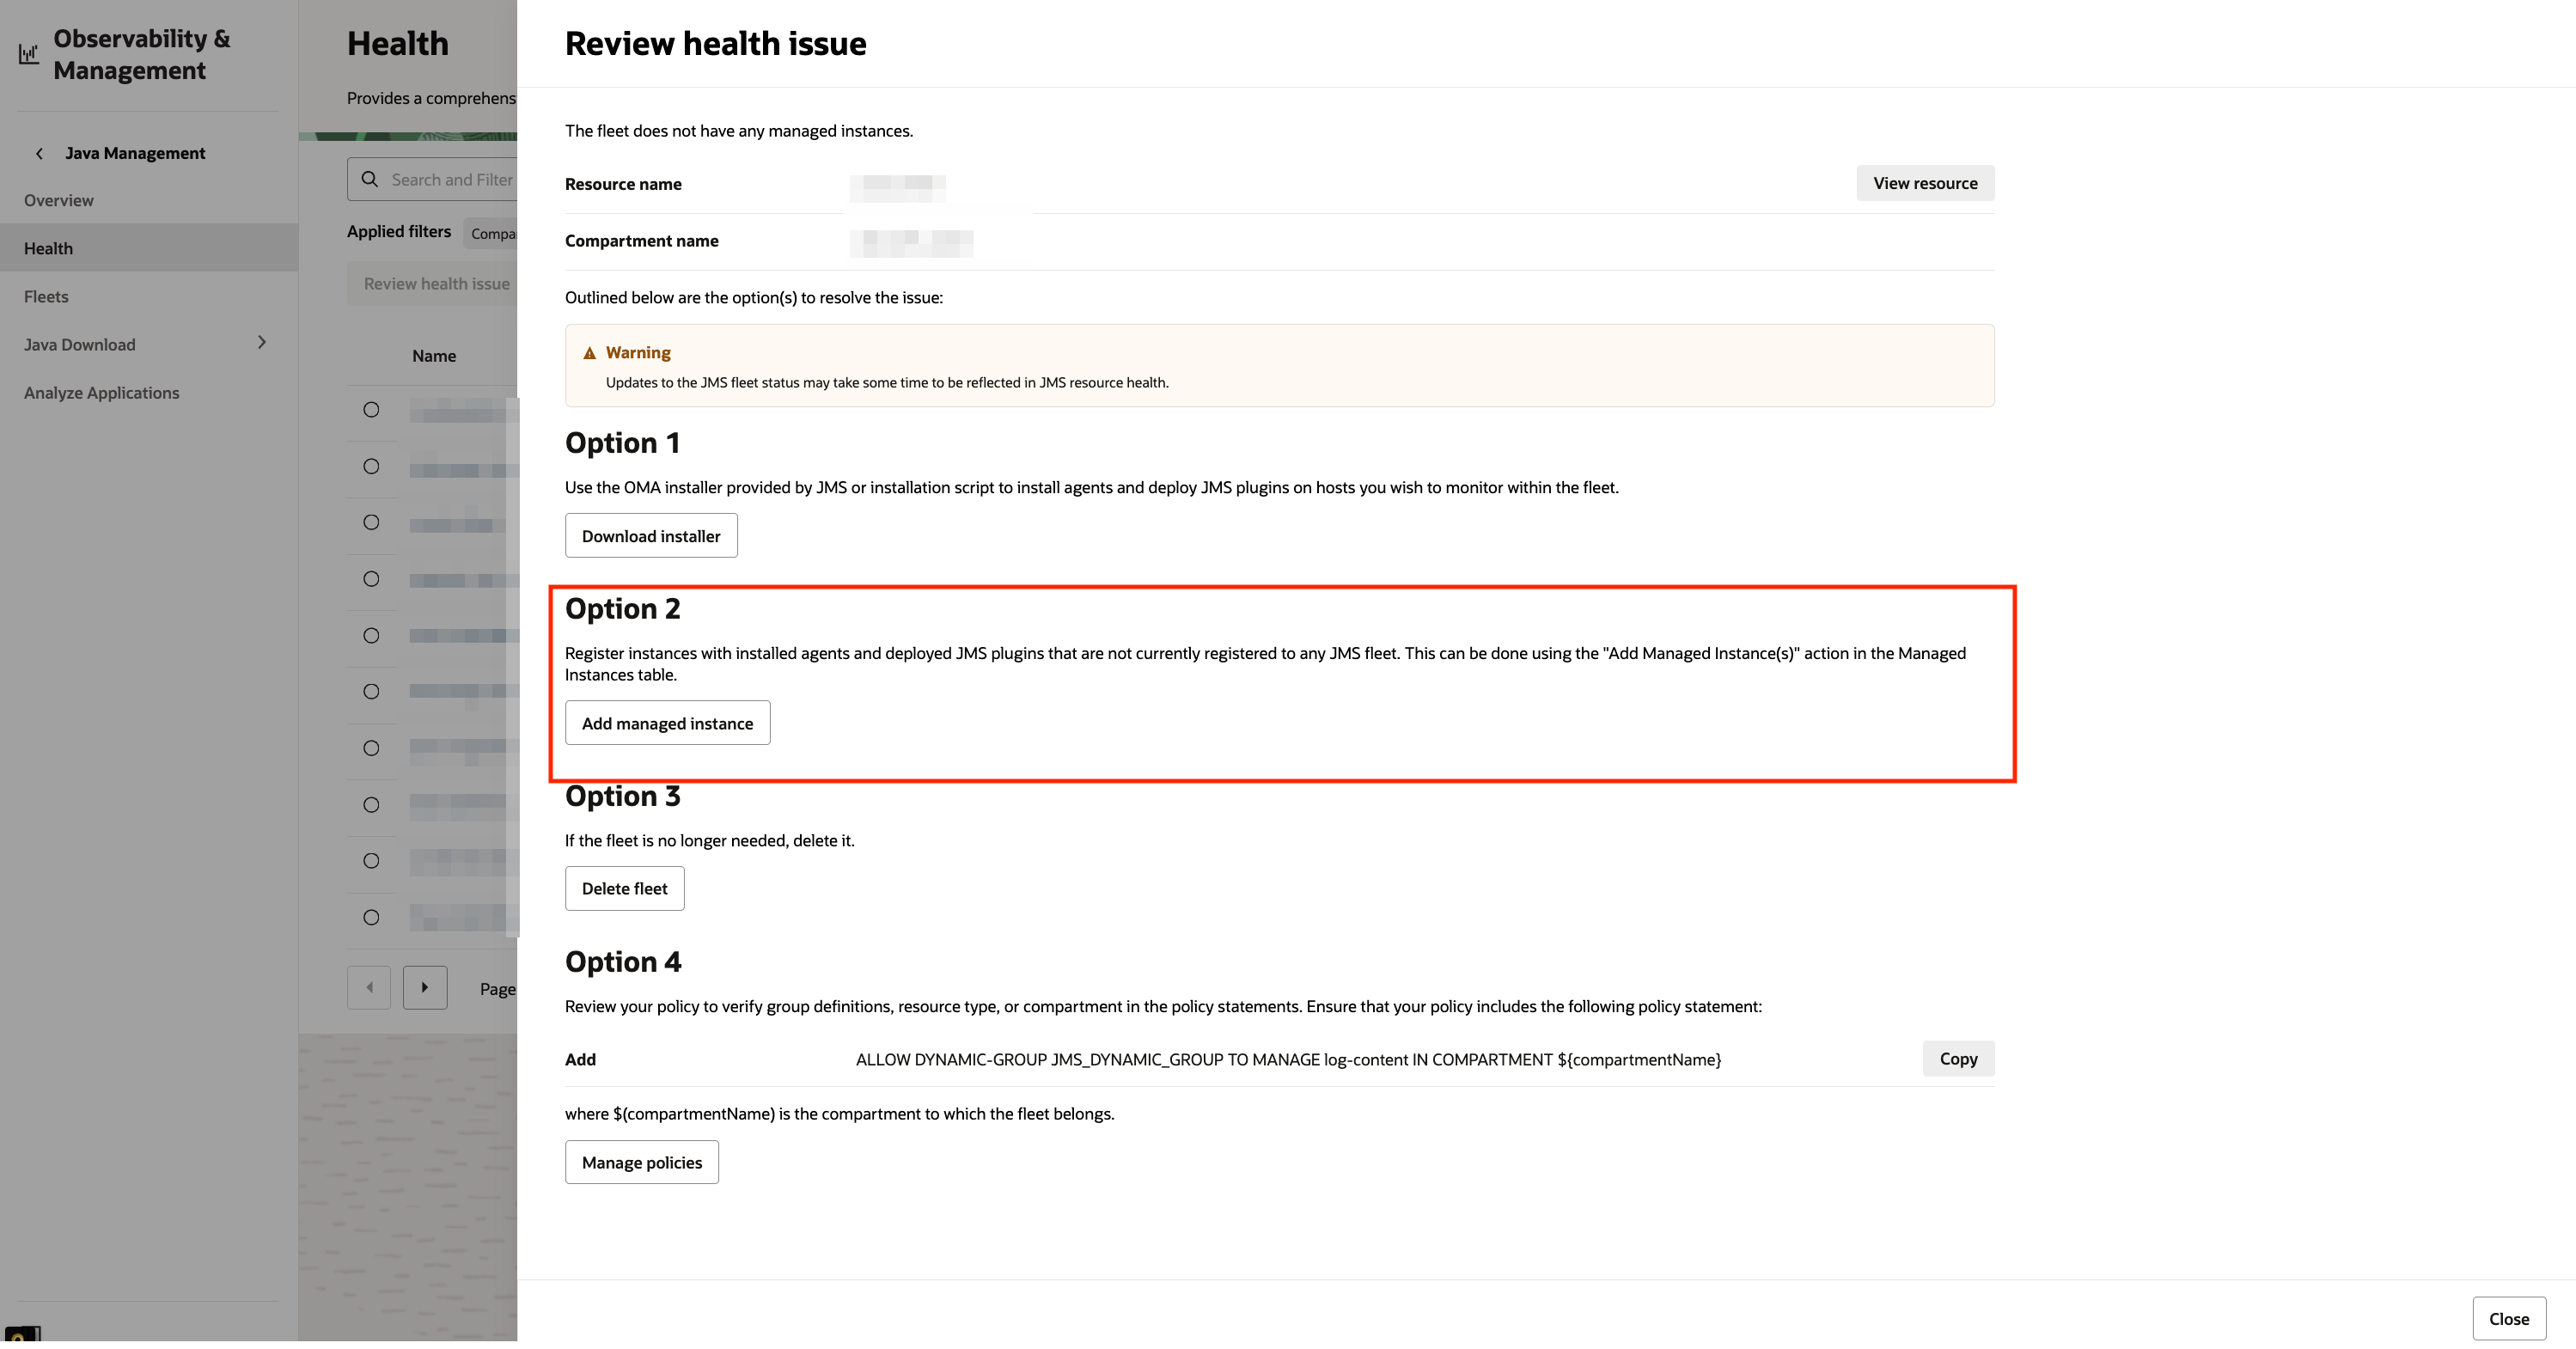 Observability &
Management
Java Management
Overview
Health
Fleets
Java Download
Analyze Applications
Health
Provides a comprehens
Search and Filter
Applied filters
Compa
Review health issue
Name
Page
Review health issue
The fleet does not have any managed instances.
Resource name
View resource
Compartment name
Outlined below are the option(s) to resolve the issue:
Warning
Updates to the JMS fleet status may take some time to be reflected in JMS resource health.
Option 1
Use the OMA installer provided by JMS or installation script to install agents and deploy JMS plugins on hosts you wish to monitor within the fleet.
Download installer
Option 2
Register instances with installed agents and deployed JMS plugins that are not currently registered to any JMS fleet. This can be done using the "Add Managed Instance(s)" action in the Managed
Instances table.
Add managed instance
Option 3
If the fleet is no longer needed, delete it.
Delete fleet
Option 4
Review your policy to verify group definitions, resource type, or compartment in the policy statements. Ensure that your policy includes the following policy statement:
Add
ALLOW DYNAMIC-GROUP JMS_DYNAMIC_GROUP TO MANAGE log-content IN COMPARTMENT ${compartmentName}
Copy
where $(compartmentName) is the compartment to which the fleet belongs.
Manage policies
Close